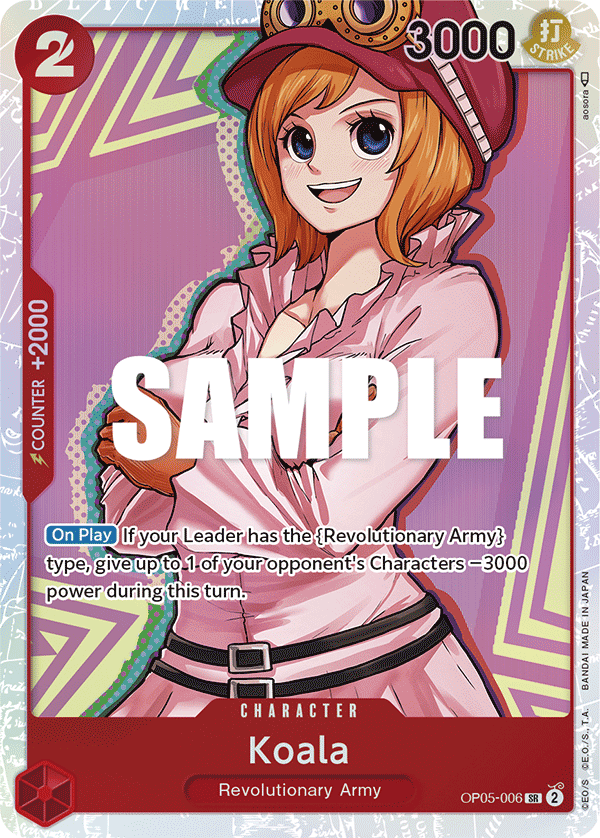 2
3000
打
STRIKE
aosora
COUNTER +2000
SAMPLE
On Play If your Leader has the {Revolutionary Army}
type, give up to 1 of your opponent's Characters −3000
power during this turn.
CHARACTER
Koala
Revolutionary Army
OP05-006 SR 2
©EO/S ©E.O./S., T.A. BANDAI MADE IN JAPAN